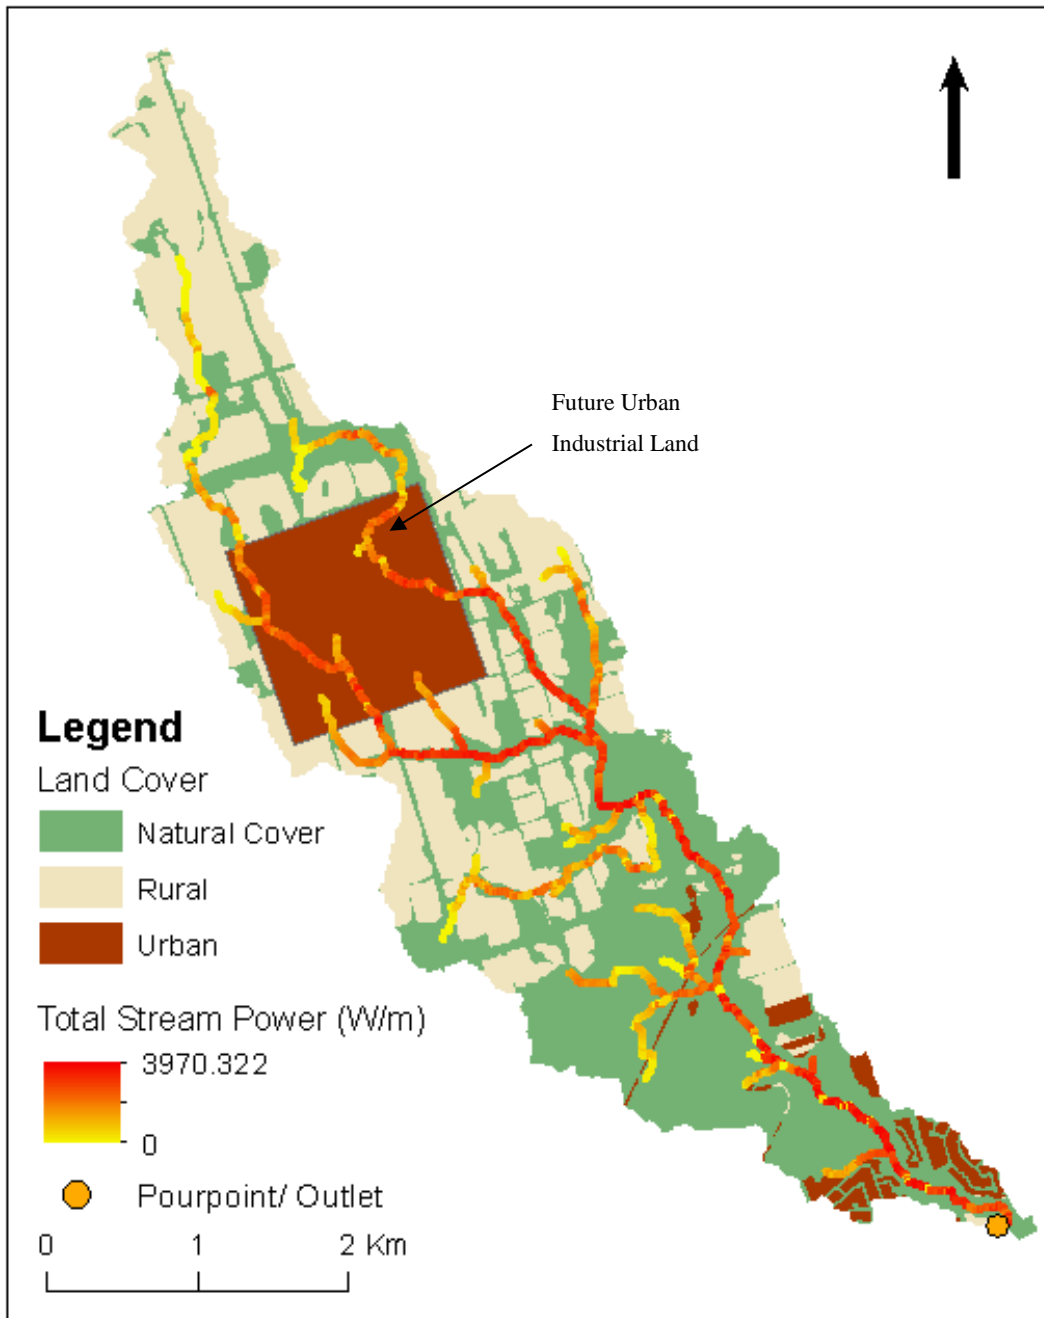 Future Urban
Industrial Land
Legend
Land Cover
Natural Cover
Rural
Urban
Total Stream Power (W/m)
3970.322
0
Pourpoint/ Outlet
0 1 2 Km